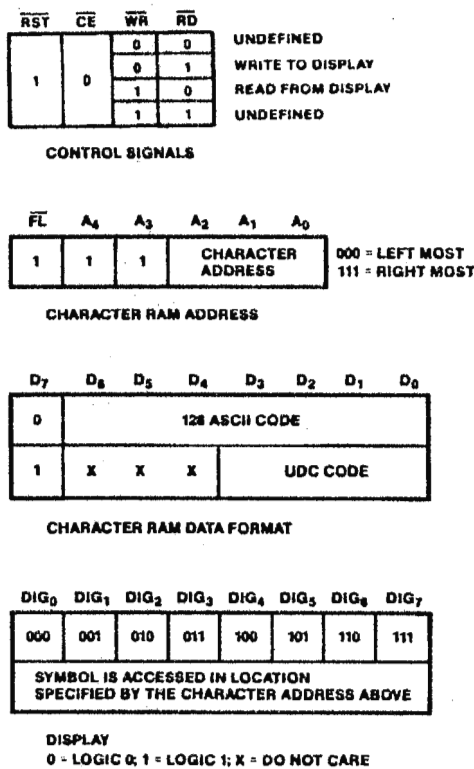 RST CE WR RD
0 0 UNDEFINED
0 1 WRITE TO DISPLAY
1 0 1 0 READ FROM DISPLAY
1 1 UNDEFINED
CONTROL SIGNALS
FL A4 A3 A2 A1 A0
1 1 1 CHARACTER ADDRESS 000 = LEFT MOST
111 = RIGHT MOST
CHARACTER RAM ADDRESS
D7 D6 D5 D4 D3 D2 D1 D0
0 128 ASCII CODE
1 X X X UDC CODE
CHARACTER RAM DATA FORMAT
DIG0 DIG1 DIG2 DIG3 DIG4 DIG5 DIG6 DIG7
000 001 010 011 100 101 110 111
SYMBOL IS ACCESSED IN LOCATION
SPECIFIED BY THE CHARACTER ADDRESS ABOVE
DISPLAY
0 = LOGIC 0; 1 = LOGIC 1; X = DO NOT CARE